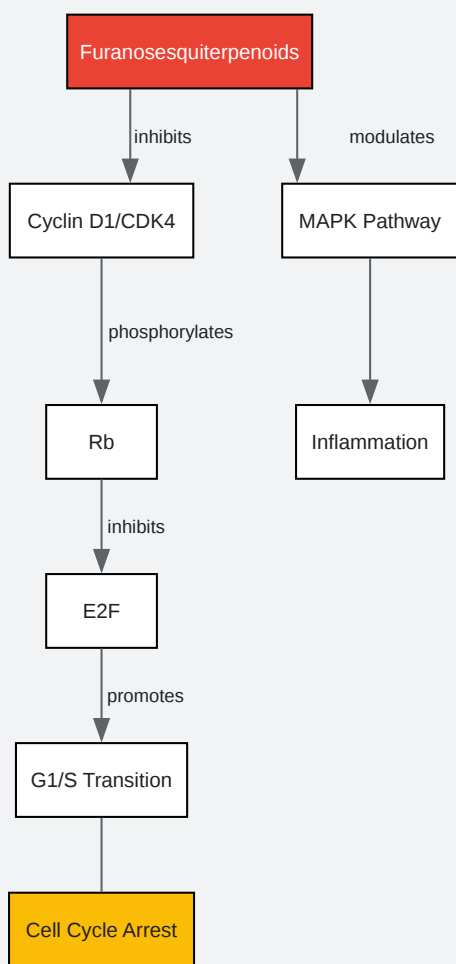 Furanosesquiterpenoids
inhibits
modulates
Cyclin D1/CDK4
MAPK Pathway
phosphorylates
Rb
Inflammation
inhibits
E2F
promotes
G1/S Transition
Cell Cycle Arrest